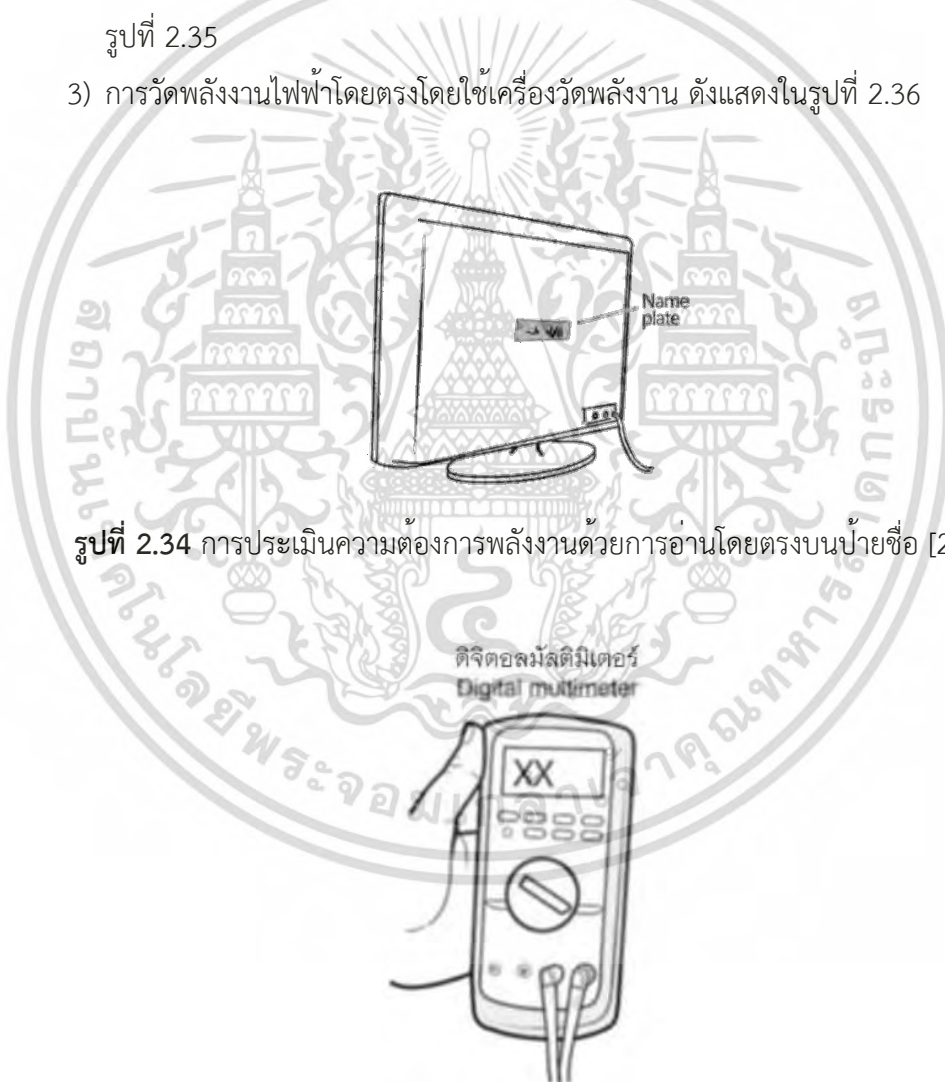 รูปที่ 2.35
3) การวัดพลังงานไฟฟ้าโดยตรงโดยใช้เครื่องวัดพลังงาน ดังแสดงในรูปที่ 2.36
Name
plate
รูปที่ 2.34 การประเมินความต้องการพลังงานด้วยการอ่านโดยตรงบนป้ายชื่อ [2
ดิจิตอลมัลติมิเตอร์
Digital multimeter
XX